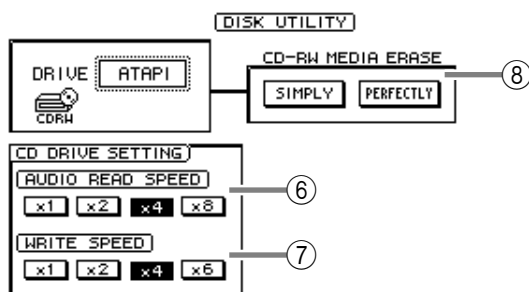 DISK UTILITY
DRIVE ATAPI
CDRW
CD-RW MEDIA ERASE
SIMPLY PERFECTLY
⑧
CD DRIVE SETTING
AUDIO READ SPEED
⑥
x1 x2 x4 x8
WRITE SPEED
⑦
x1 x2 x4 x6